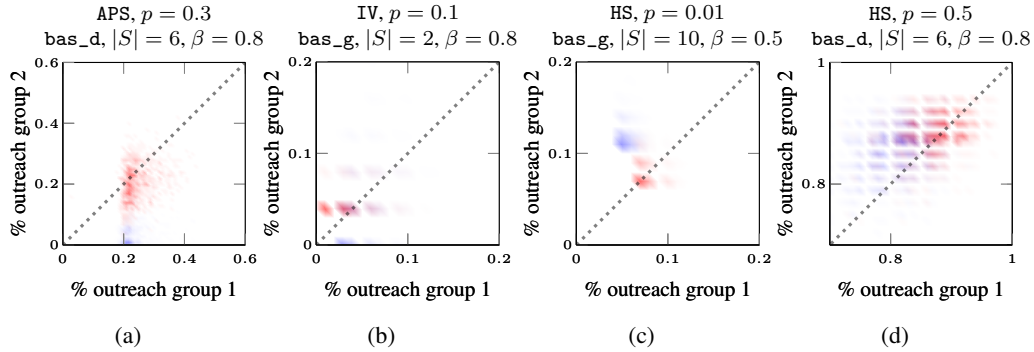 APS, p = 0.3
bas_d, |S| = 6, β = 0.8
% outreach group 2
0.6
0.4
0.2
0
0
0.2
0.4
0.6
% outreach group 1
(a)
IV, p = 0.1
bas_g, |S| = 2, β = 0.8
% outreach group 2
0.2
0.1
0
0
0.1
0.2
% outreach group 1
(b)
HS, p = 0.01
bas_g, |S| = 10, β = 0.5
% outreach group 2
0.2
0.1
0
0
0.1
0.2
% outreach group 1
(c)
HS, p = 0.5
bas_d, |S| = 6, β = 0.8
% outreach group 2
1
0.8
0.8
1
% outreach group 1
(d)